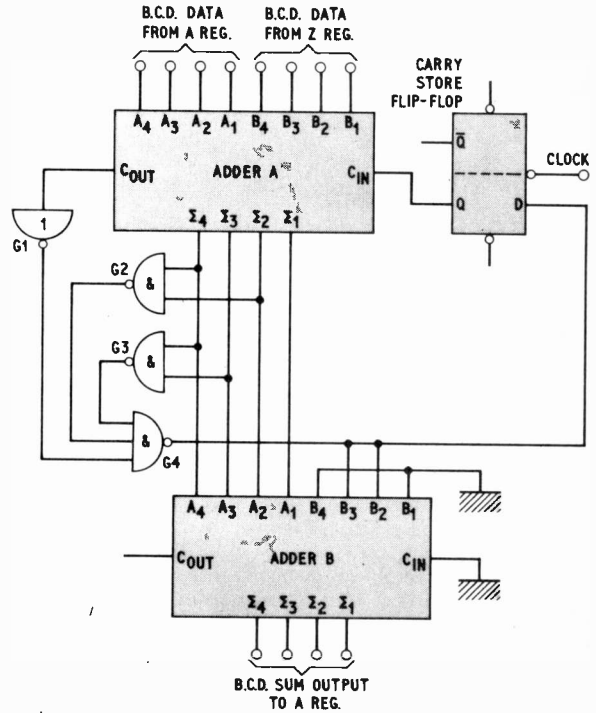 B.C.D. DATA
FROM A REG.
B.C.D. DATA
FROM Z REG.
CARRY
STORE
FLIP-FLOP
A4 A3 A2 A1 B4 B3 B2 B1
COUT ADDER A CIN
Σ4 Σ3 Σ2 Σ1
Q̅
CLOCK
Q D
1
G1
G2 &
G3 &
& G4
A4 A3 A2 A1 B4 B3 B2 B1
COUT ADDER B CIN
Σ4 Σ3 Σ2 Σ1
B.C.D. SUM OUTPUT
TO A REG.